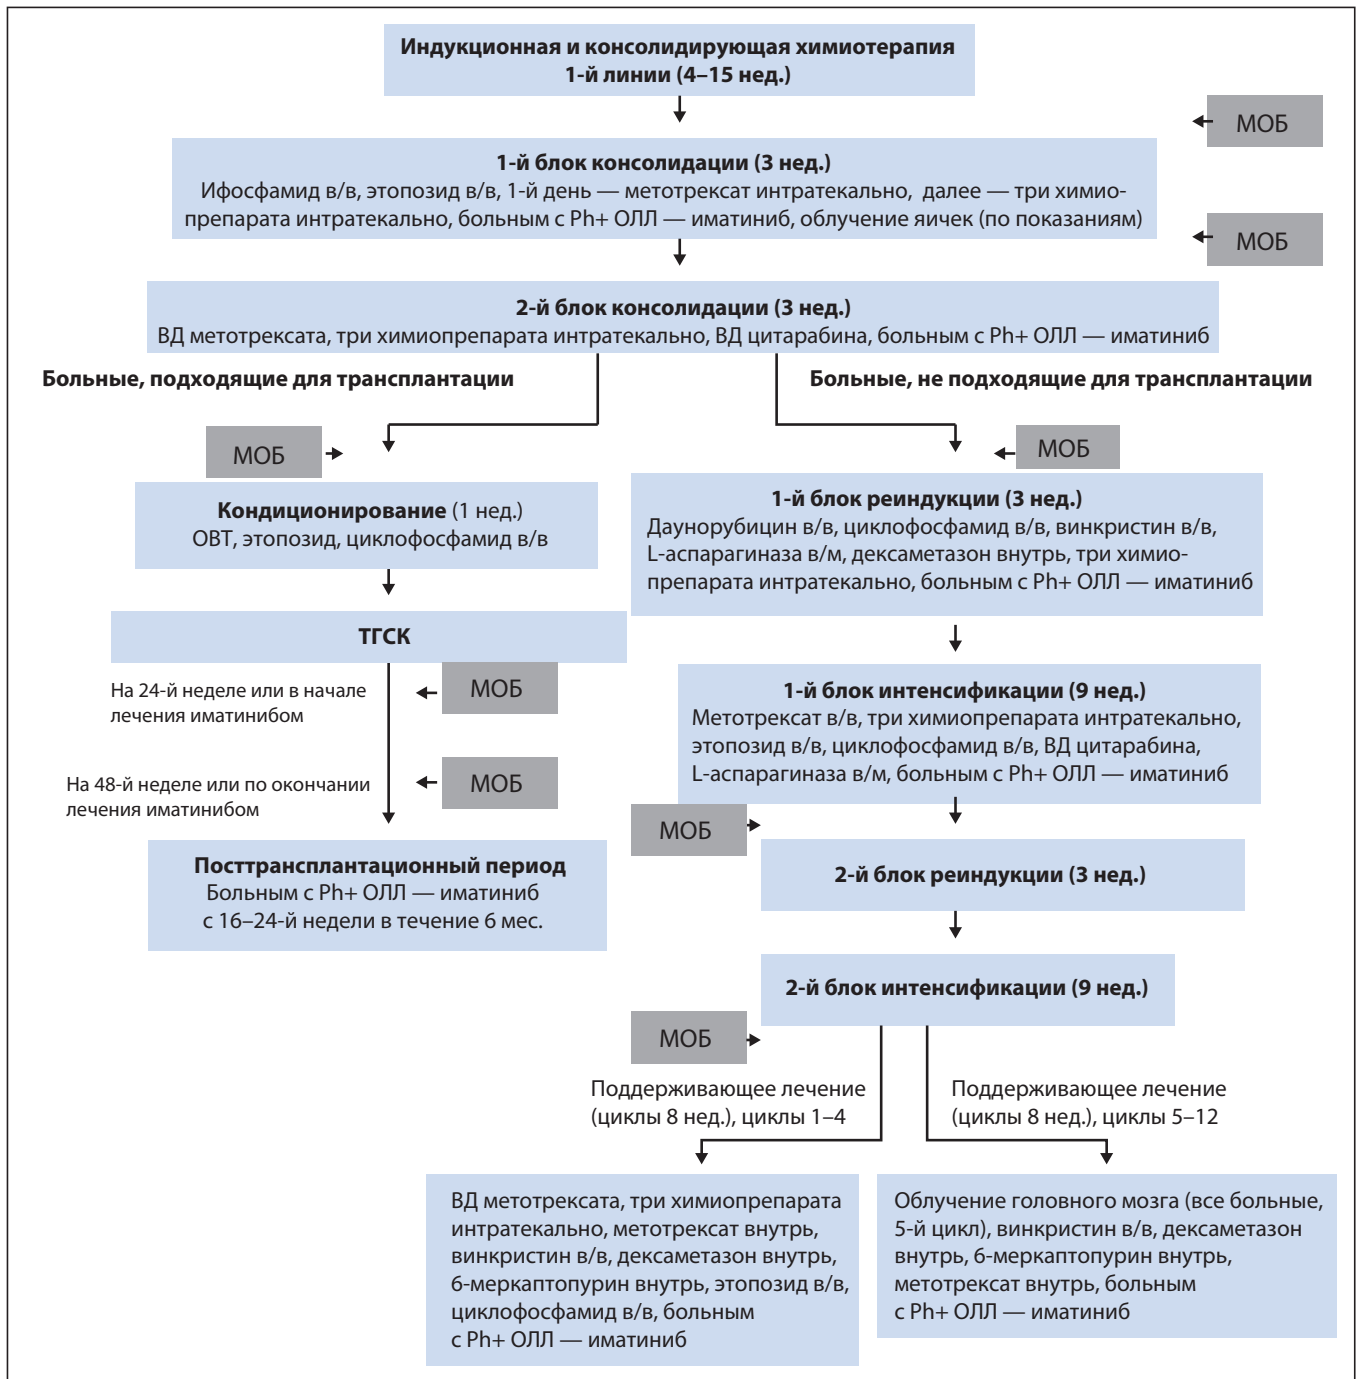 Индукционная и консолидирующая химиотерапия
1-й линии (4–15 нед.)
МОБ
1-й блок консолидации (3 нед.)
Ифосфамид в/в, этопозид в/в, 1-й день — метотрексат интратекально, далее — три химио-
препарата интратекально, больным с Ph+ ОЛЛ — иматиниб, облучение яичек (по показаниям)
МОБ
2-й блок консолидации (3 нед.)
ВД метотрексата, три химиопрепарата интратекально, ВД цитарабина, больным с Ph+ ОЛЛ — иматиниб
Больные, подходящие для трансплантации
МОБ
Кондиционирование (1 нед.)
ОВТ, этопозид, циклофосфамид в/в
ТГСК
На 24-й неделе или в начале
лечения иматинибом
МОБ
На 48-й неделе или по окончании
лечения иматинибом
МОБ
Посттрансплантационный период
Больным с Ph+ ОЛЛ — иматиниб
с 16–24-й недели в течение 6 мес.
Больные, не подходящие для трансплантации
МОБ
1-й блок реиндукции (3 нед.)
Даунорубицин в/в, циклофосфамид в/в, винкристин в/в,
L-аспарагиназа в/м, дексаметазон внутрь, три химио-
препарата интратекально, больным с Ph+ ОЛЛ — иматиниб
1-й блок интенсификации (9 нед.)
Метотрексат в/в, три химиопрепарата интратекально,
этопозид в/в, циклофосфамид в/в, ВД цитарабина,
L-аспарагиназа в/м, больным с Ph+ ОЛЛ — иматиниб
МОБ
2-й блок реиндукции (3 нед.)
2-й блок интенсификации (9 нед.)
МОБ
Поддерживающее лечение
(циклы 8 нед.), циклы 1–4
ВД метотрексата, три химиопрепарата
интратекально, метотрексат внутрь,
винкристин в/в, дексаметазон внутрь,
6-меркаптопурин внутрь, этопозид в/в,
циклофосфамид в/в, больным
с Ph+ ОЛЛ — иматиниб
Поддерживающее лечение
(циклы 8 нед.), циклы 5–12
Облучение головного мозга (все больные,
5-й цикл), винкристин в/в, дексаметазон
внутрь, 6-меркаптопурин внутрь,
метотрексат внутрь, больным
с Ph+ ОЛЛ — иматиниб